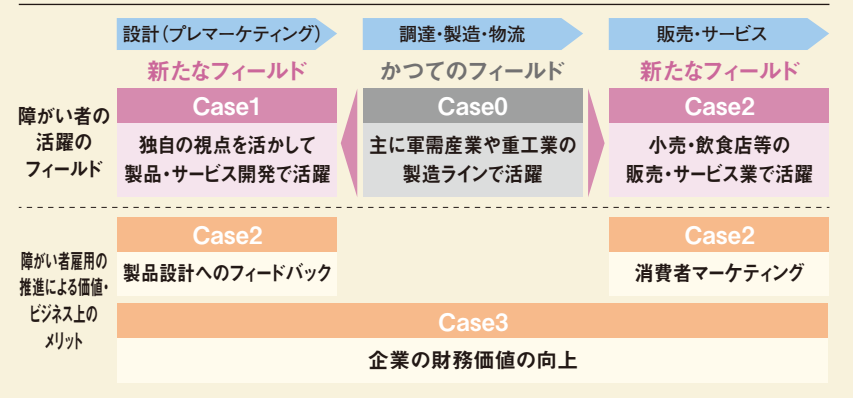 設計(プレマーケティング)
調達・製造・物流
販売・サービス
新たなフィールド
かつてのフィールド
新たなフィールド
障がい者の
活躍の
フィールド
Case1
独自の視点を活かして
製品・サービス開発で活躍
Case0
主に軍需産業や重工業の
製造ラインで活躍
Case2
小売・飲食店等の
販売・サービス業で活躍
障がい者雇用の
推進による価値・
ビジネス上の
メリット
Case2
製品設計へのフィードバック
Case2
消費者マーケティング
Case3
企業の財務価値の向上